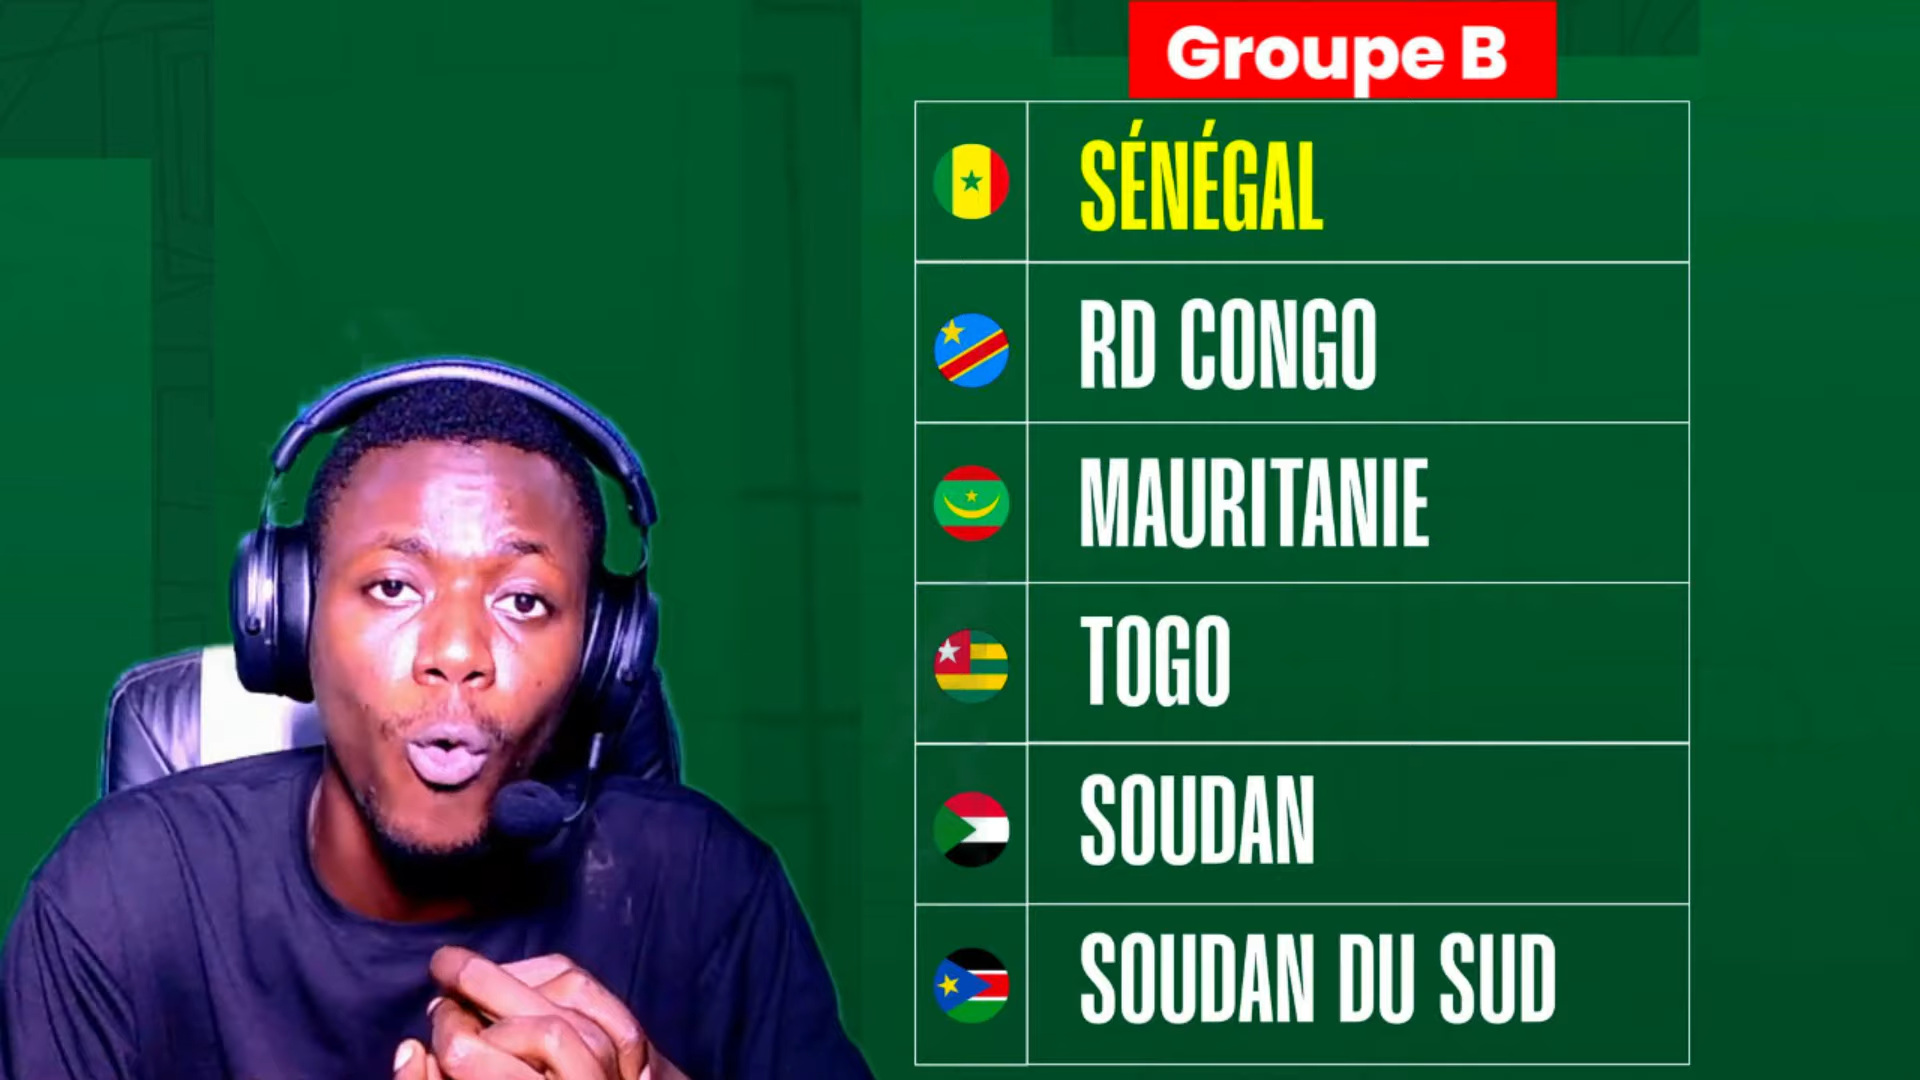 Groupe B
SÉNÉGAL
RD CONGO
MAURITANIE
TOGO
SOUDAN
SOUDAN DU SUD